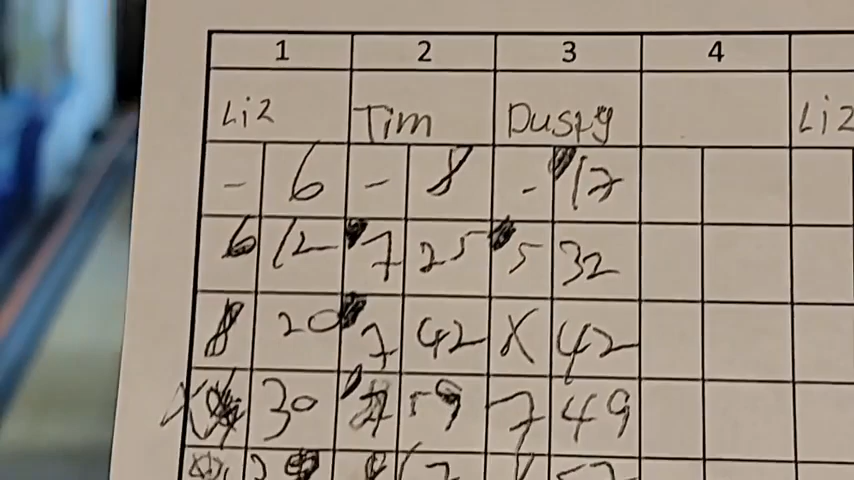 1 2 3 4
Liz Tim Dusty Liz
- 6 - 8 - 17
6 12 7 25 5 32
8 20 7 42 X 42
30 7 59 7 49